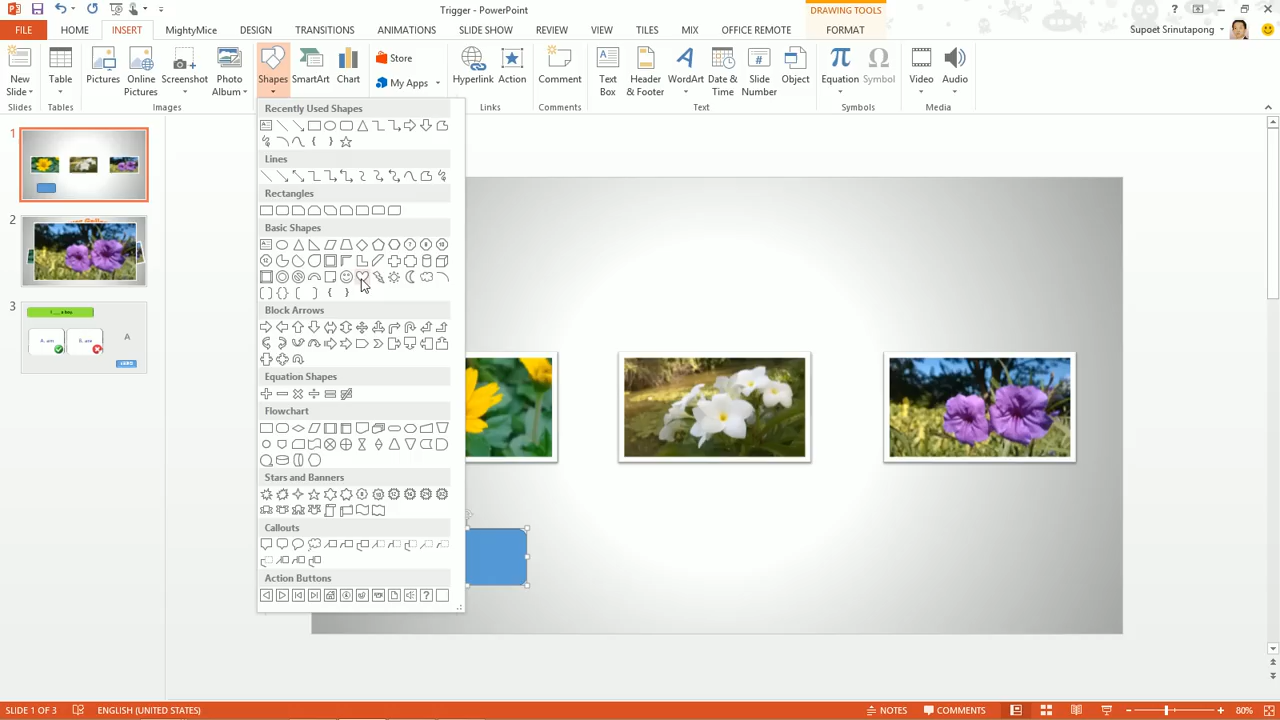 Trigger - PowerPoint
DRAWING TOOLS
FILE HOME INSERT MightyMice DESIGN TRANSITIONS ANIMATIONS SLIDE SHOW REVIEW VIEW TILES MIX OFFICE REMOTE FORMAT
Supoet Srinutapong
New Slide
Table
Pictures
Online Pictures
Screenshot
Photo Album
Shapes
SmartArt
Chart
Store
My Apps
Hyperlink
Action
Comment
Text Box
Header & Footer
WordArt
Date & Time
Slide Number
Object
Equation
Symbol
Video
Audio
Slides Tables Images Links Comments Text Symbols Media
Recently Used Shapes
Lines
Rectangles
Basic Shapes
Block Arrows
Equation Shapes
Flowchart
Stars and Banners
Callouts
Action Buttons
1
2
3
A
SLIDE 1 OF 3
ENGLISH (UNITED STATES)
NOTES
COMMENTS
80%